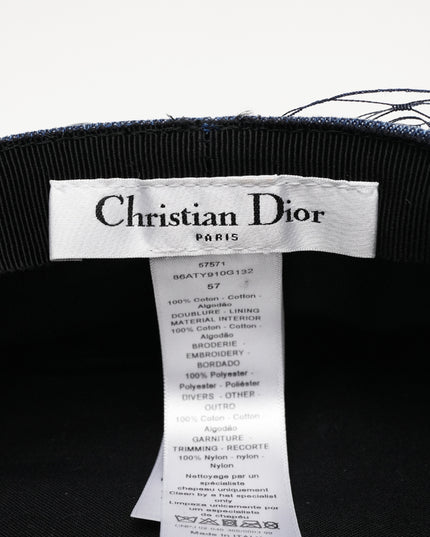 Christian Dior
PARIS
57571
86ATY910G132
57
100% Coton - Cotton -
Algodão
DOUBLURE - LINING
MATERIAL INTERIOR
100% Coton - Cotton -
Algodão
BRODERIE -
EMBROIDERY -
BORDADO
100% Polyester -
Polyester - Poliéster
DIVERS - OTHER -
OUTRO
100% Coton - Cotton
Algodão
GARNITURE -
TRIMMING - RECORTE
100% Nylon - nylon -
Nylon
Nettoyage par un
spécialiste
chapeau uniquement
Clean by a hat specialist
only
Limpeza unicamente por
um especialista de
chapéu